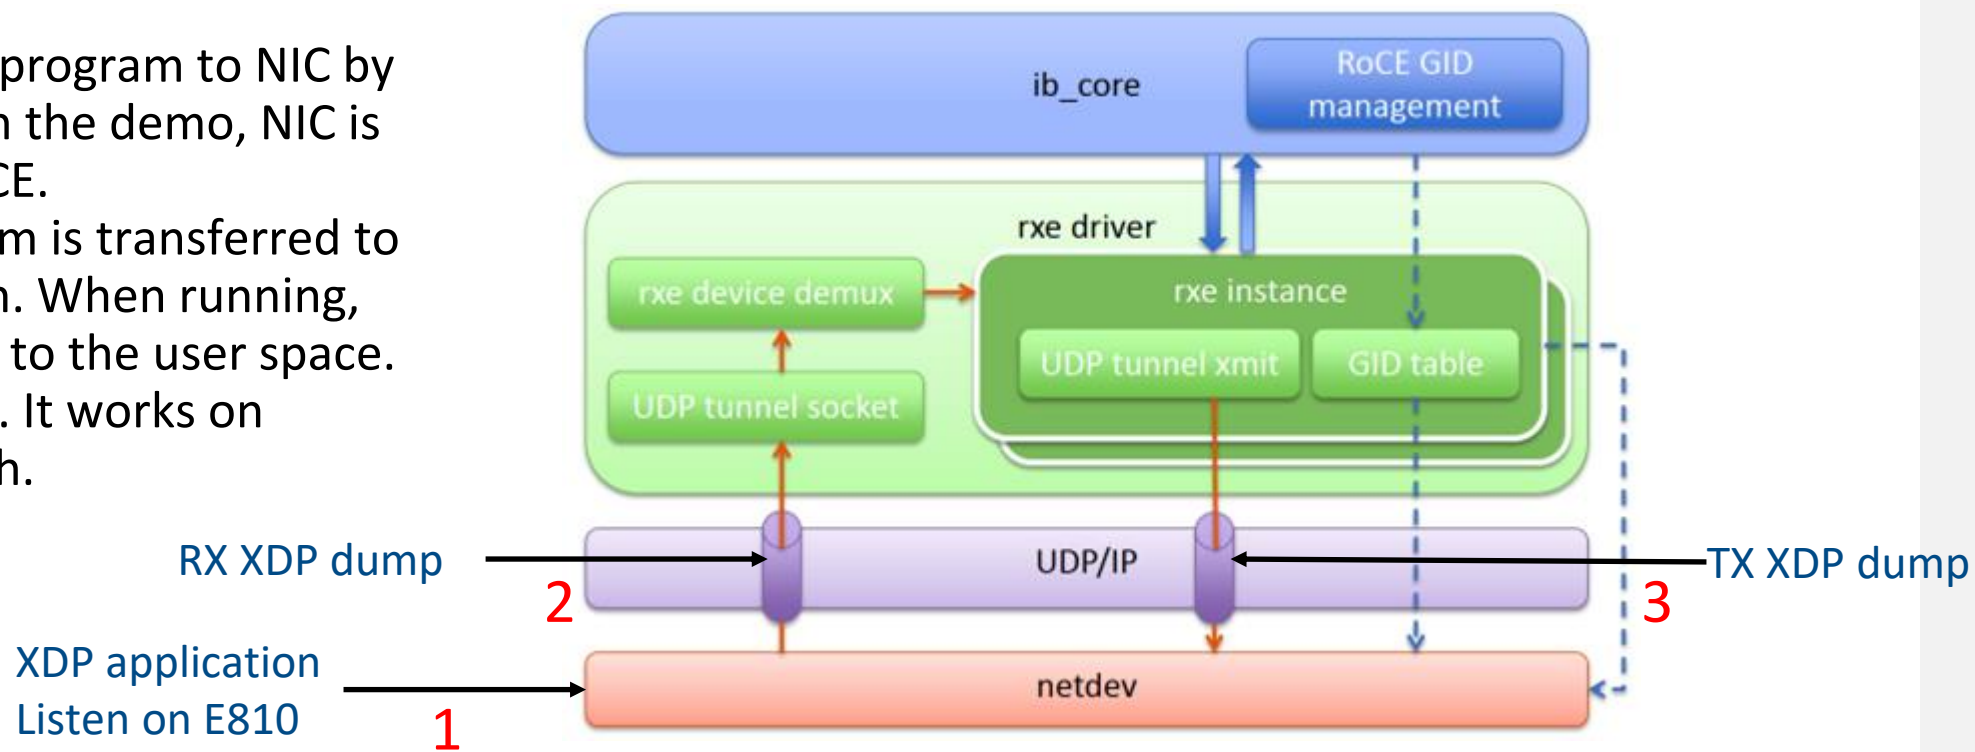 program to NIC by
n the demo, NIC is
CE.
m is transferred to
n. When running,
to the user space.
. It works on
h.
ib_core
RoCE GID
management
rxe driver
rxe device demux
rxe instance
UDP tunnel xmit
GID table
UDP tunnel socket
RX XDP dump
2
UDP/IP
TX XDP dump
3
XDP application
Listen on E810
1
netdev